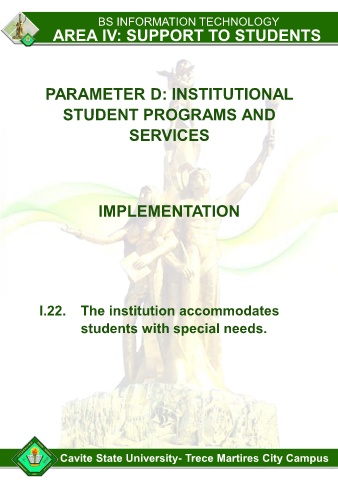 BS INFORMATION TECHNOLOGY
AREA IV: SUPPORT TO STUDENTS
PARAMETER D: INSTITUTIONAL
STUDENT PROGRAMS AND
SERVICES
IMPLEMENTATION
I.22. The institution accommodates
students with special needs.
Cavite State University- Trece Martires City Campus